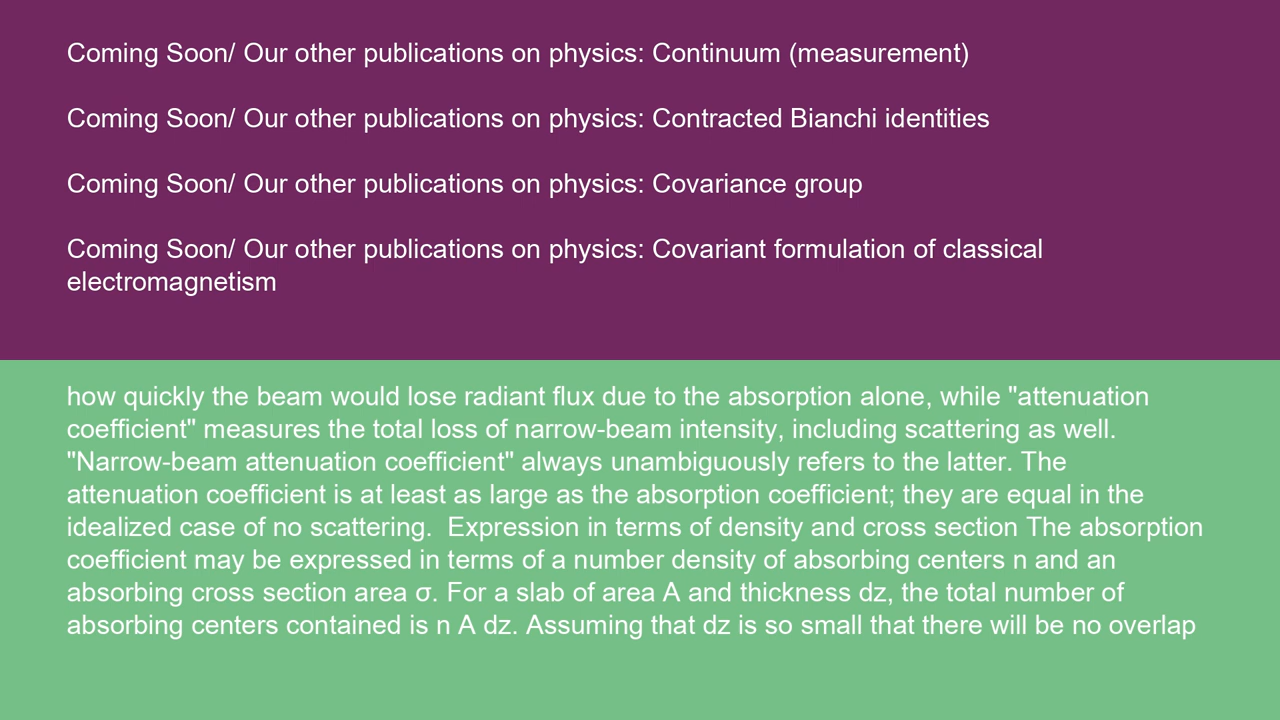 Coming Soon/ Our other publications on physics: Continuum (measurement)
Coming Soon/ Our other publications on physics: Contracted Bianchi identities
Coming Soon/ Our other publications on physics: Covariance group
Coming Soon/ Our other publications on physics: Covariant formulation of classical
electromagnetism
how quickly the beam would lose radiant flux due to the absorption alone, while "attenuation
coefficient" measures the total loss of narrow-beam intensity, including scattering as well.
"Narrow-beam attenuation coefficient" always unambiguously refers to the latter. The
attenuation coefficient is at least as large as the absorption coefficient; they are equal in the
idealized case of no scattering.  Expression in terms of density and cross section The absorption
coefficient may be expressed in terms of a number density of absorbing centers n and an
absorbing cross section area σ. For a slab of area A and thickness dz, the total number of
absorbing centers contained is n A dz. Assuming that dz is so small that there will be no overlap